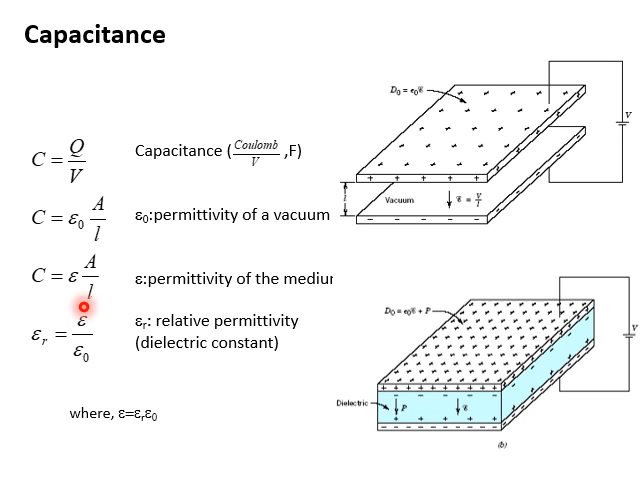 Capacitance
D₀ = ϵ₀ℰ
V
C = Q/V
Capacitance (Coulomb/V ,F)
+ + + + +
C = ε₀ A/l
ε₀:permittivity of a vacuum
l
Vacuum
ℰ = V/l
− − − − −
C = ε A/l
ε:permittivity of the medium
εᵣ = ε/ε₀
εᵣ: relative permittivity
(dielectric constant)
D₀ = ϵ₀ℰ + P
V
Dielectric
P
ℰ
where, ε=εᵣε₀
(b)